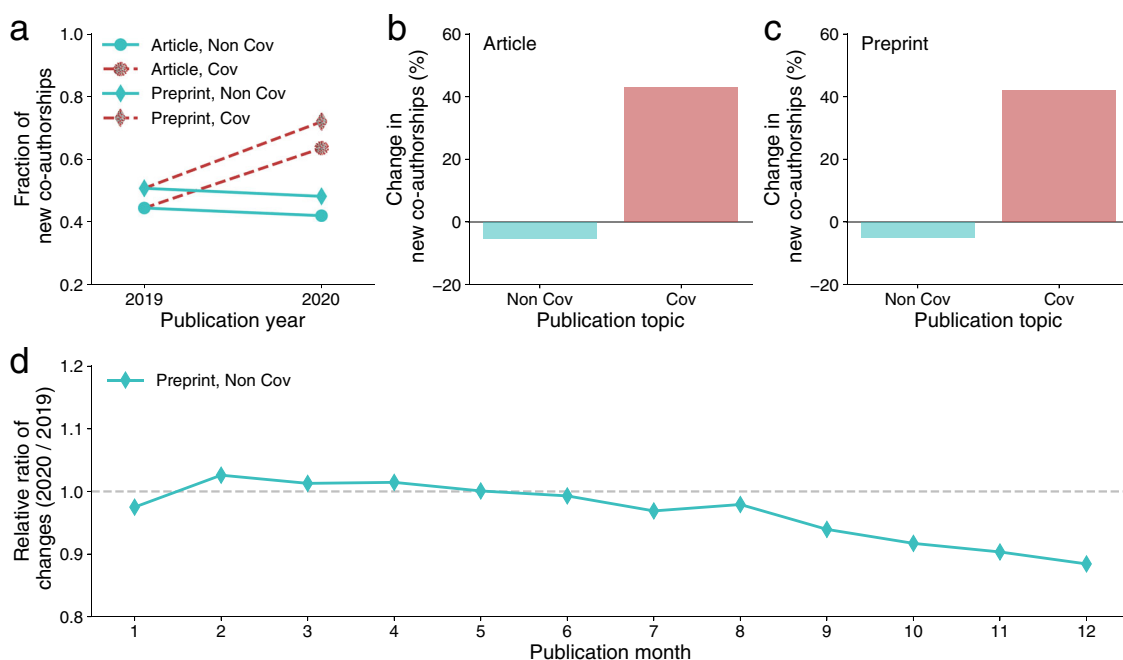 a
1.0
0.8
0.6
0.4
0.2
Fraction of
new co-authorships
Article, Non Cov
Article, Cov
Preprint, Non Cov
Preprint, Cov
2019
2020
Publication year
b
60
40
20
0
−20
Change in
new co-authorships (%)
Article
Non Cov
Cov
Publication topic
c
60
40
20
0
−20
Change in
new co-authorships (%)
Preprint
Non Cov
Cov
Publication topic
d
1.2
1.1
1.0
0.9
0.8
Relative ratio of
changes (2020 / 2019)
Preprint, Non Cov
1 2 3 4 5 6 7 8 9 10 11 12
Publication month